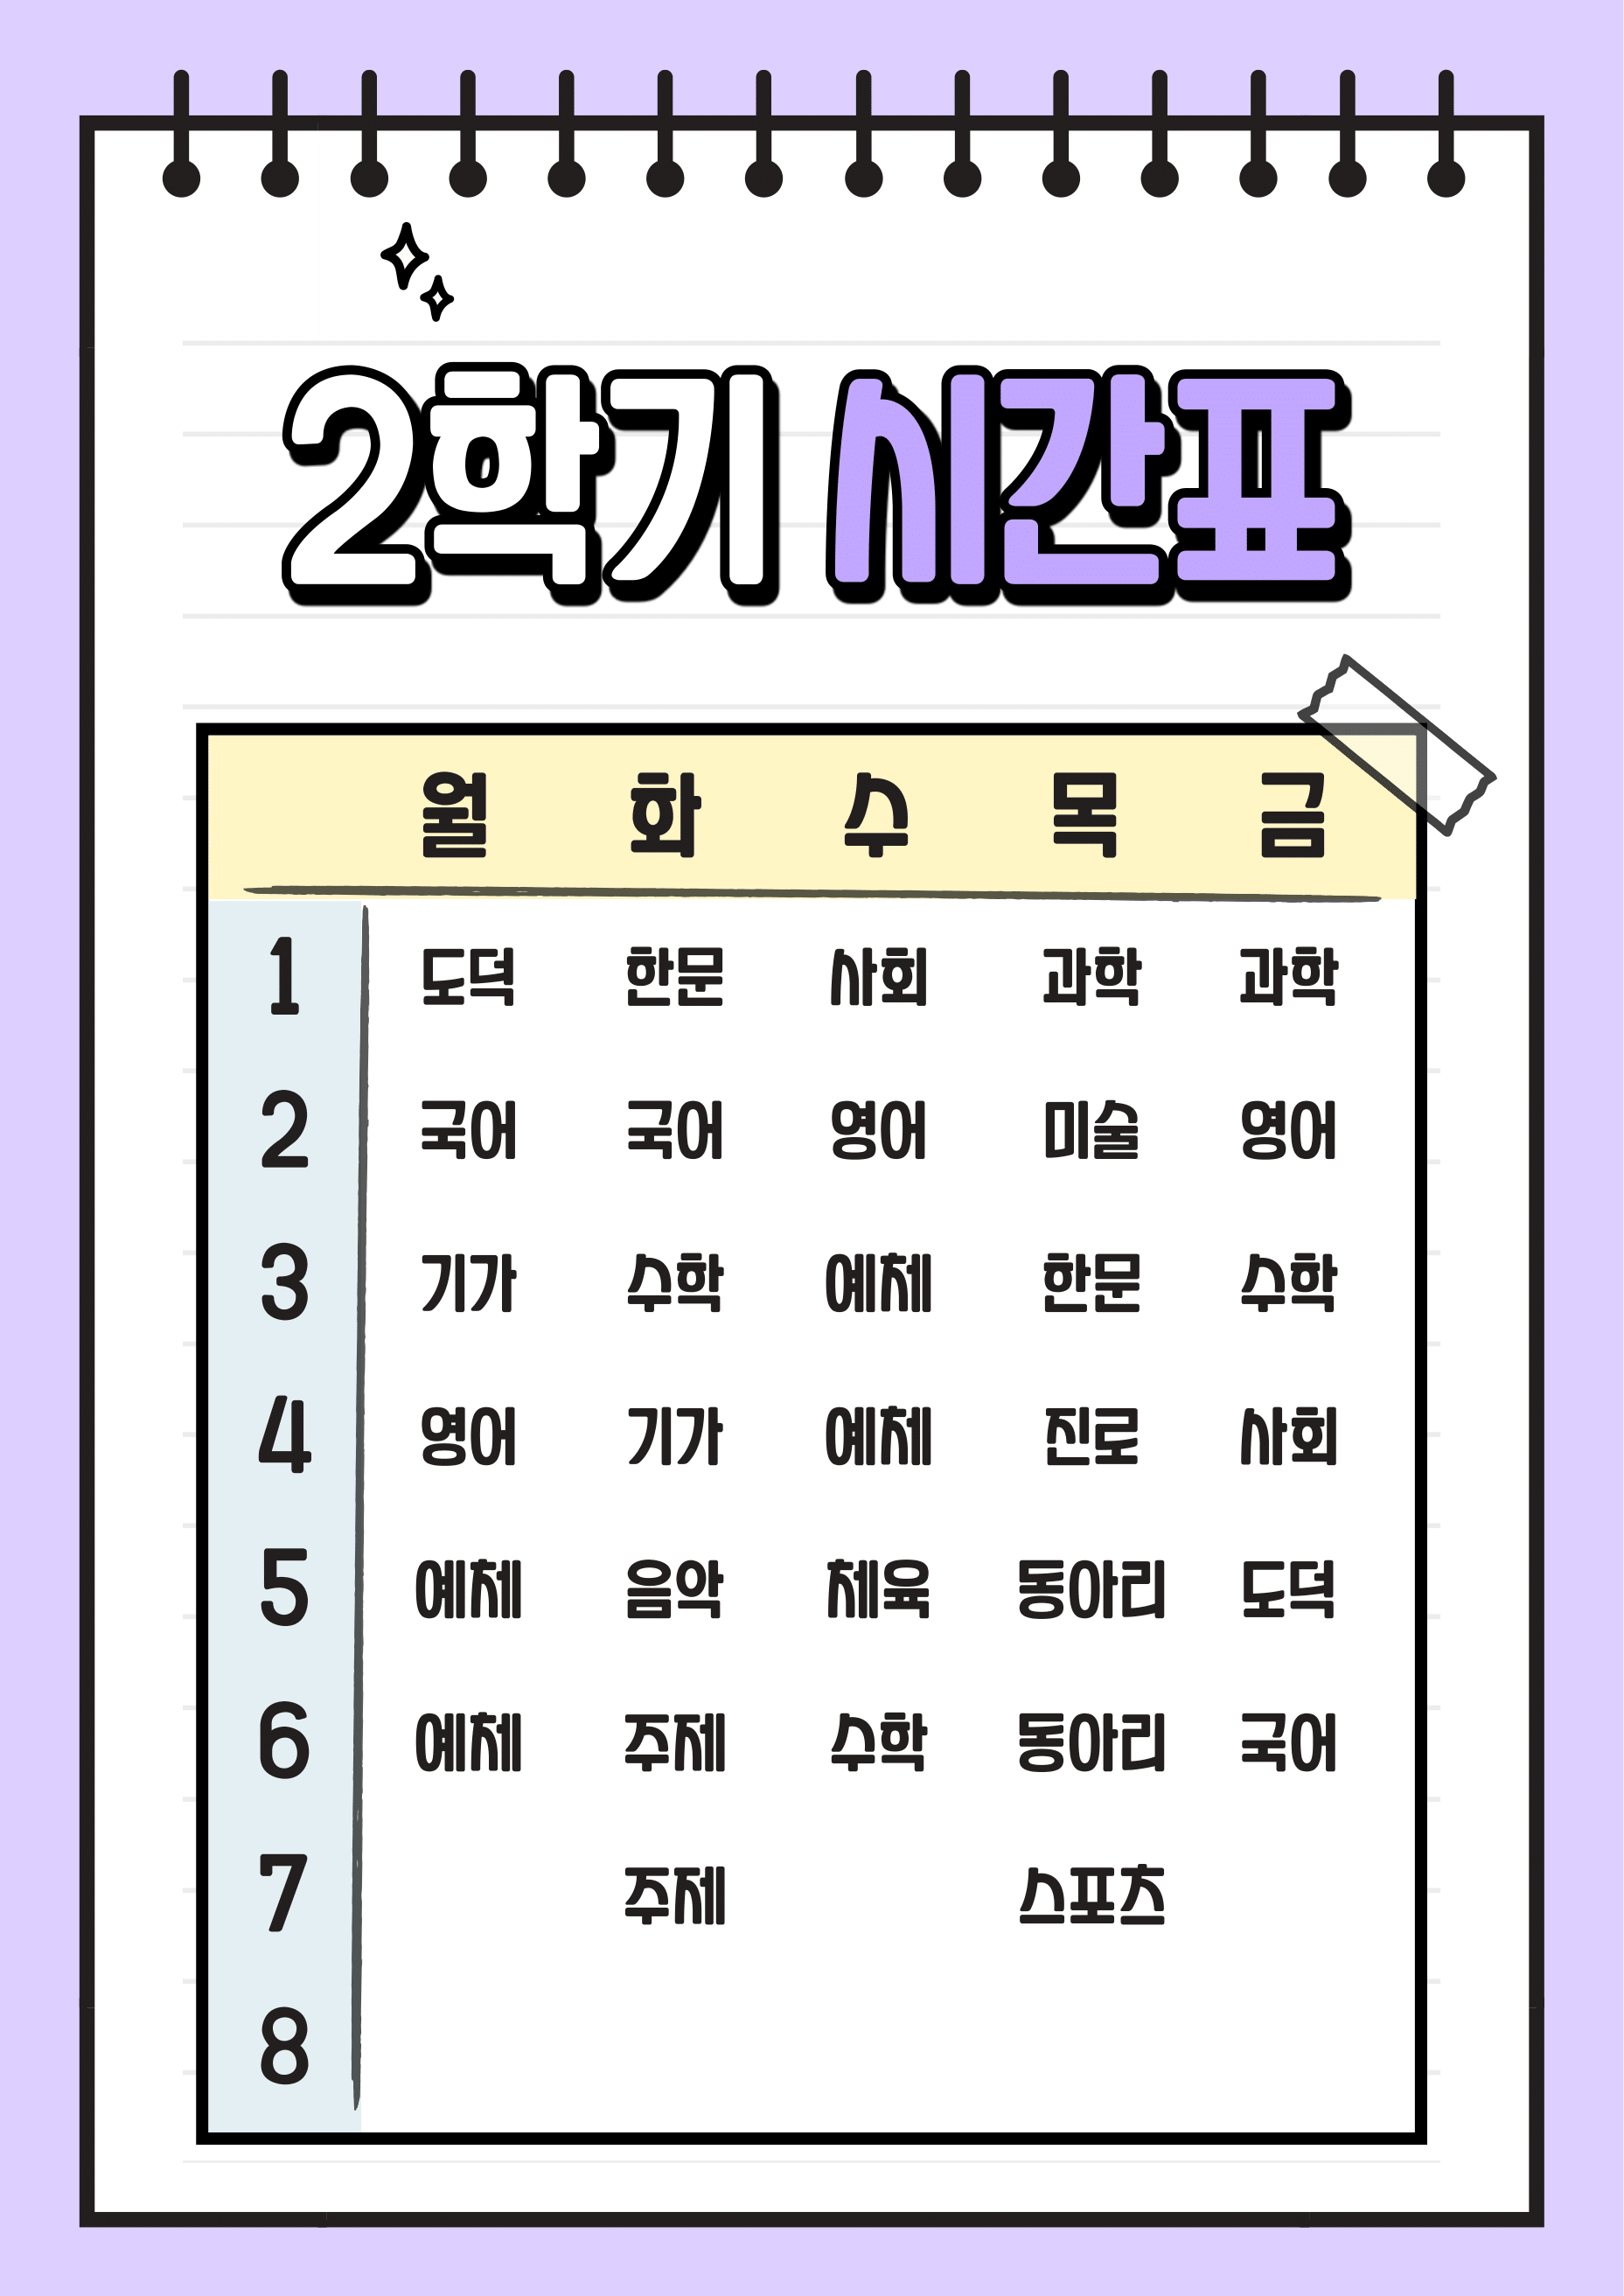 2학기 시간표
월 화 수 목 금
1 도덕 한문 사회 과학 과학
2 국어 국어 영어 미술 영어
3 기가 수학 예체 한문 수학
4 영어 기가 예체 진로 사회
5 예체 음악 체육 동아리 도덕
6 예체 주제 수학 동아리 국어
7 주제 스포츠
8